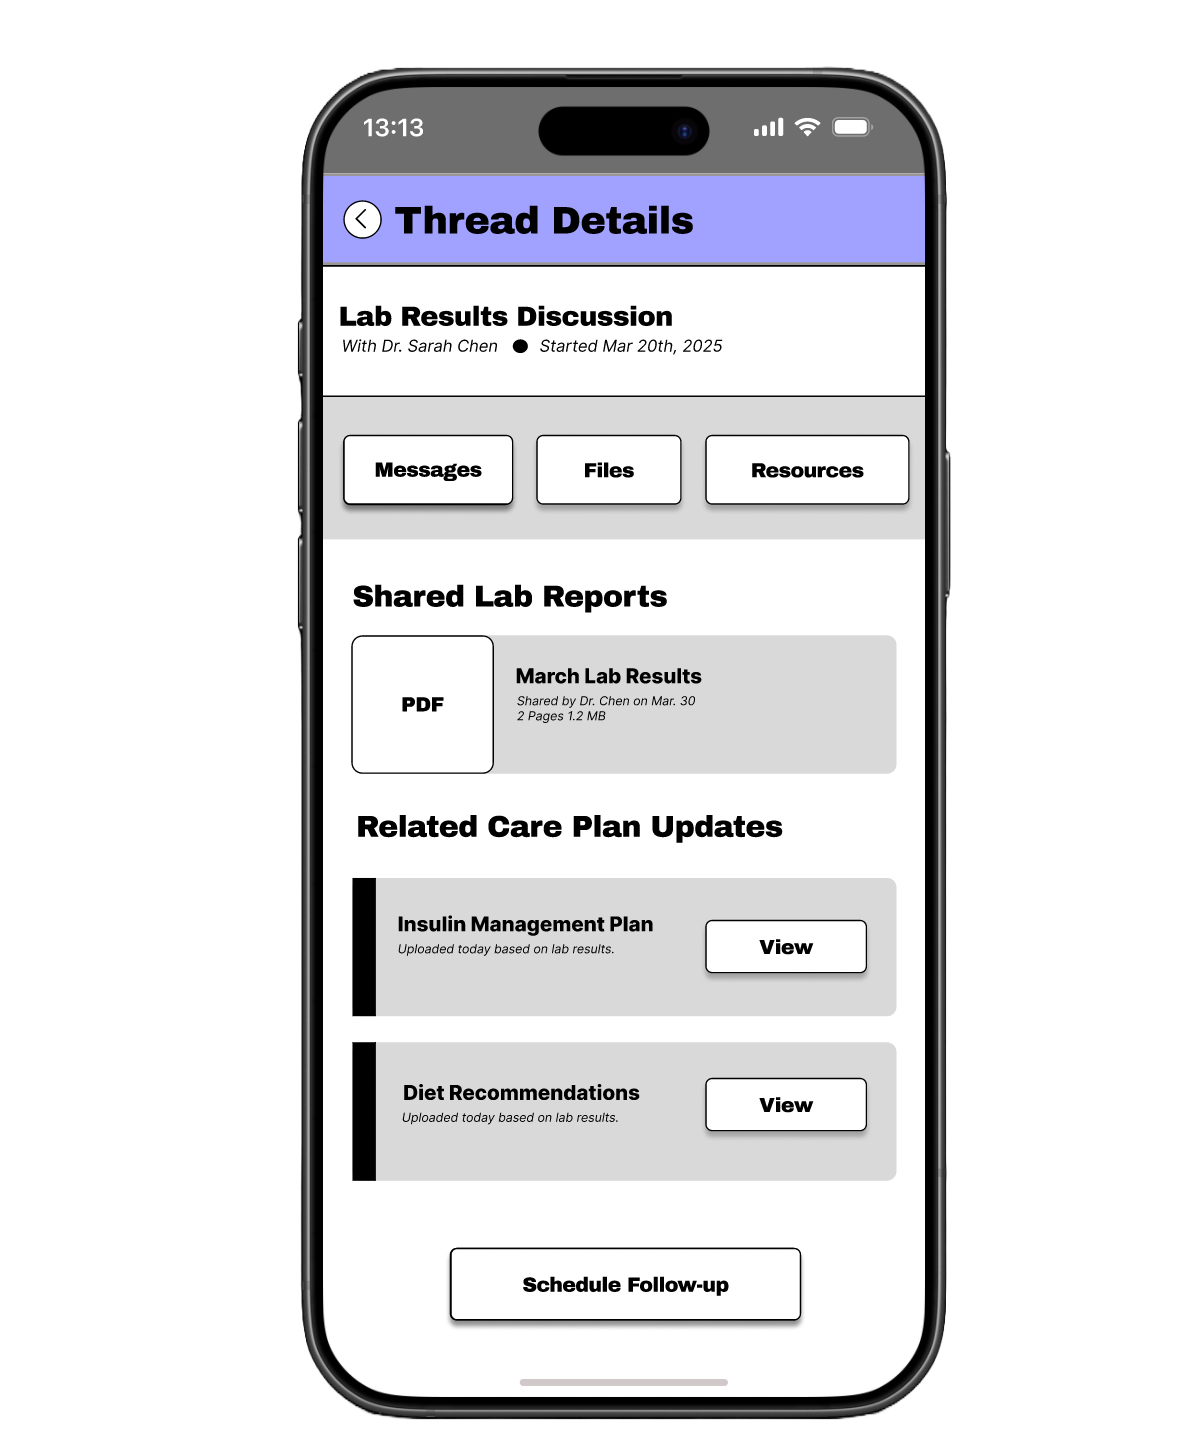 13:13
Thread Details
Lab Results Discussion
With Dr. Sarah Chen ● Started Mar 20th, 2025
Messages Files Resources
Shared Lab Reports
PDF
March Lab Results
Shared by Dr. Chen on Mar. 30
2 Pages 1.2 MB
Related Care Plan Updates
Insulin Management Plan
Uploaded today based on lab results.
View
Diet Recommendations
Uploaded today based on lab results.
View
Schedule Follow-up